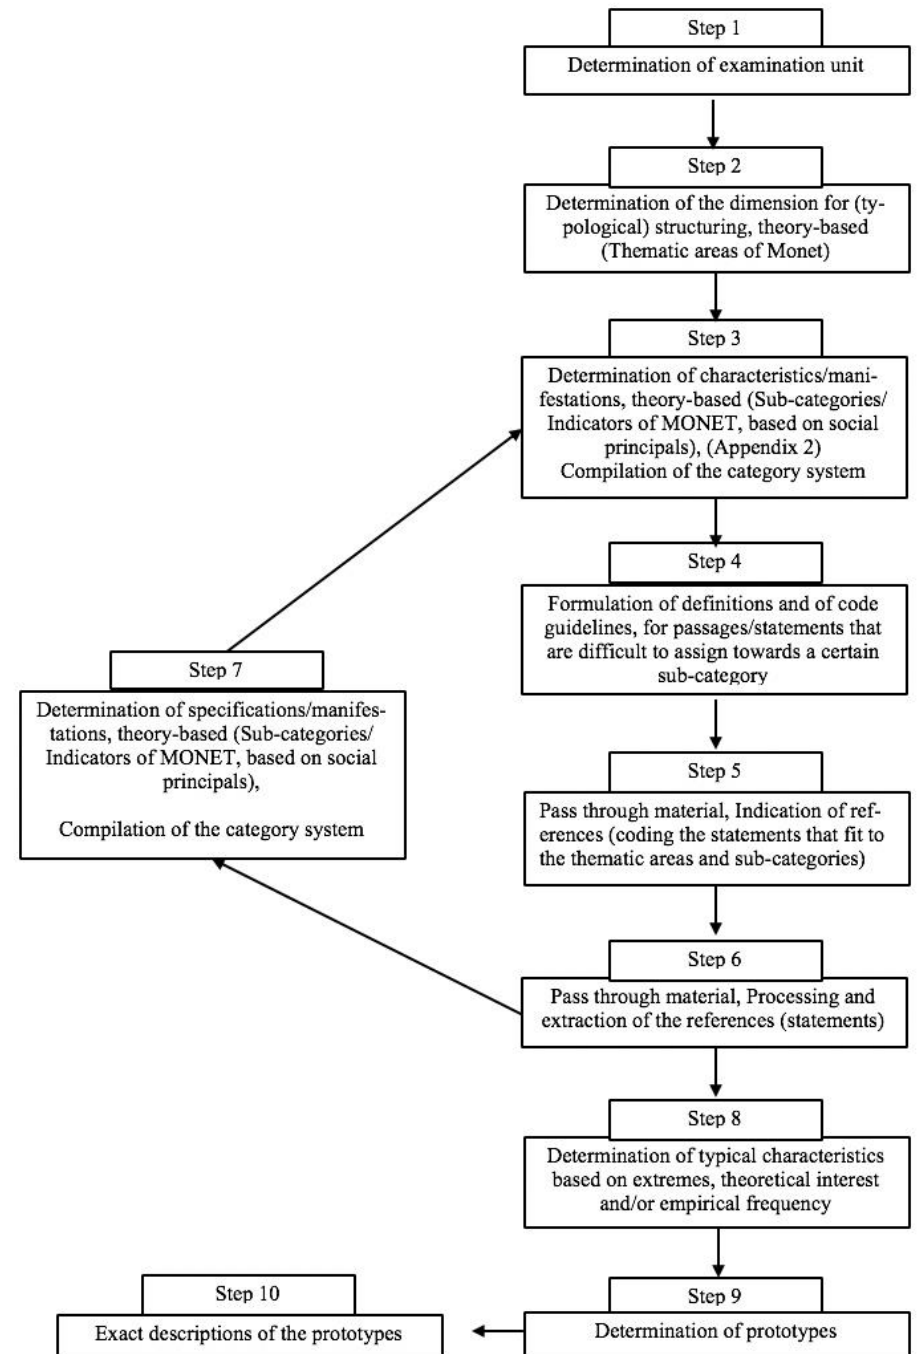 Step 1
Determination of examination unit
Step 2
Determination of the dimension for (ty-
pological) structuring, theory-based
(Thematic areas of Monet)
Step 3
Determination of characteristics/mani-
festations, theory-based (Sub-categories/
Indicators of MONET, based on social
principals), (Appendix 2)
Compilation of the category system
Step 4
Formulation of definitions and of code
guidelines, for passages/statements that
are difficult to assign towards a certain
sub-category
Step 5
Pass through material, Indication of ref-
erences (coding the statements that fit to
the thematic areas and sub-categories)
Step 6
Pass through material, Processing and
extraction of the references (statements)
Step 7
Determination of specifications/manifes-
tations, theory-based (Sub-categories/
Indicators of MONET, based on social
principals),
Compilation of the category system
Step 8
Determination of typical characteristics
based on extremes, theoretical interest
and/or empirical frequency
Step 9
Determination of prototypes
Step 10
Exact descriptions of the prototypes